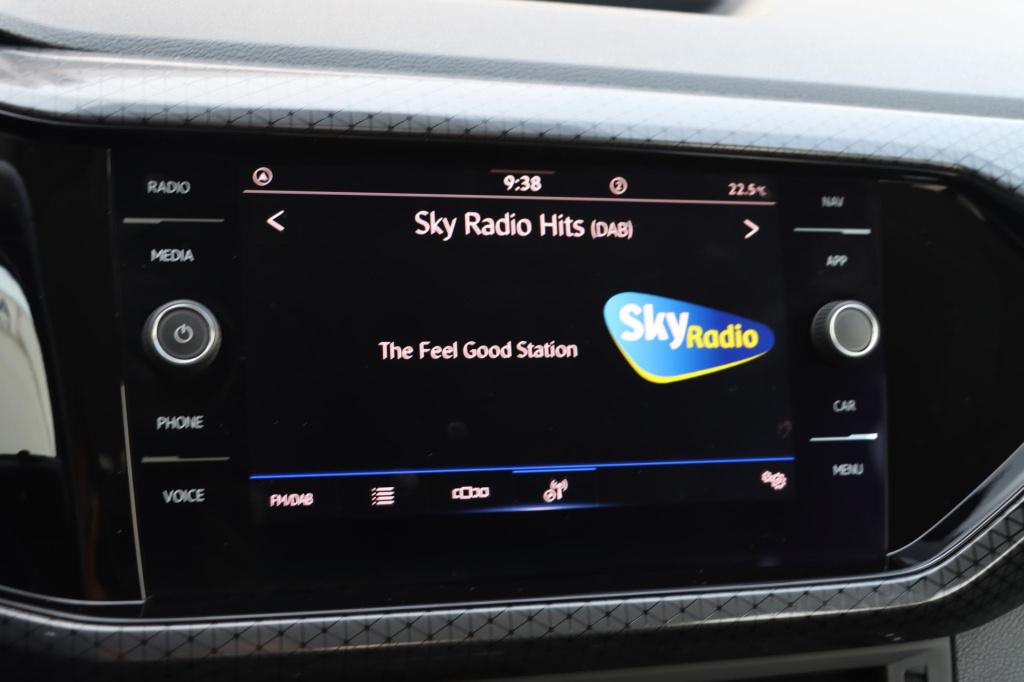 RADIO
MEDIA
PHONE
VOICE
9:38
2
22.5°C
Sky Radio Hits (DAB)
The Feel Good Station
Sky Radio
FM/DAB
NAV
APP
CAR
MENU